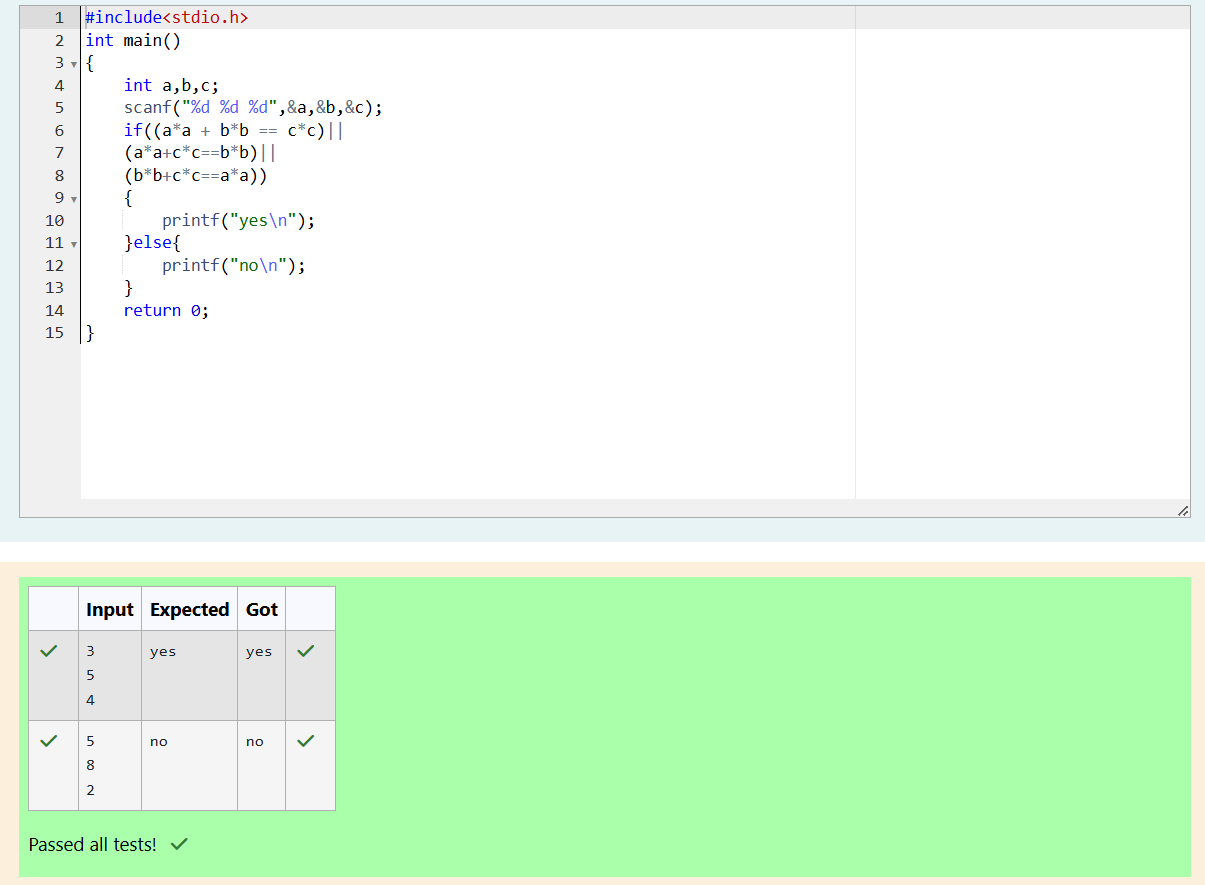 1 #include<stdio.h>
2 int main()
3 {
4     int a,b,c;
5     scanf("%d %d %d",&a,&b,&c);
6     if((a*a + b*b == c*c)||
7     (a*a+c*c==b*b)||
8     (b*b+c*c==a*a))
9     {
10         printf("yes\n");
11     }else{
12         printf("no\n");
13     }
14     return 0;
15 }
Input Expected Got
3 yes yes
5
4
5 no no
8
2
Passed all tests!